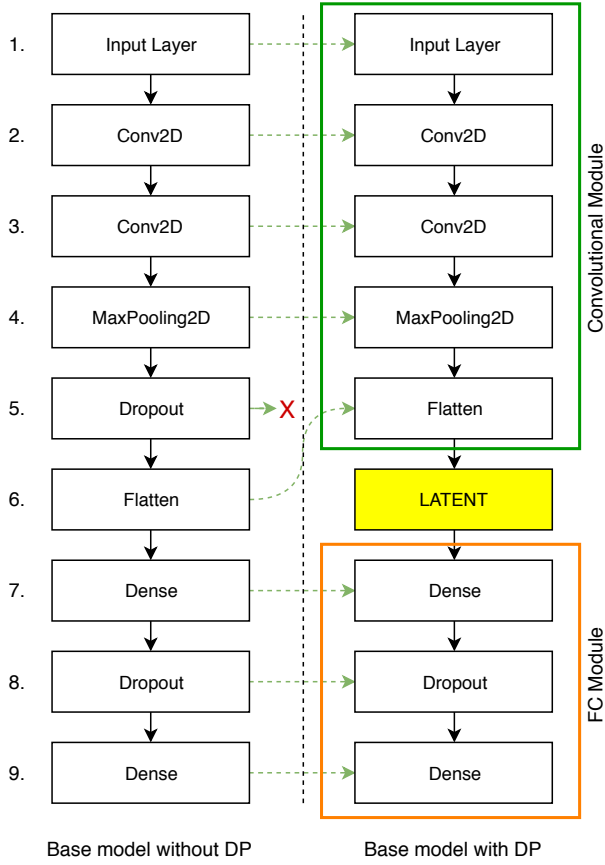 1.
Input Layer
Input Layer
2.
Conv2D
Conv2D
3.
Conv2D
Conv2D
4.
MaxPooling2D
MaxPooling2D
5.
Dropout
X
Flatten
6.
Flatten
LATENT
7.
Dense
Dense
8.
Dropout
Dropout
9.
Dense
Dense
Convolutional Module
FC Module
Base model without DP
Base model with DP